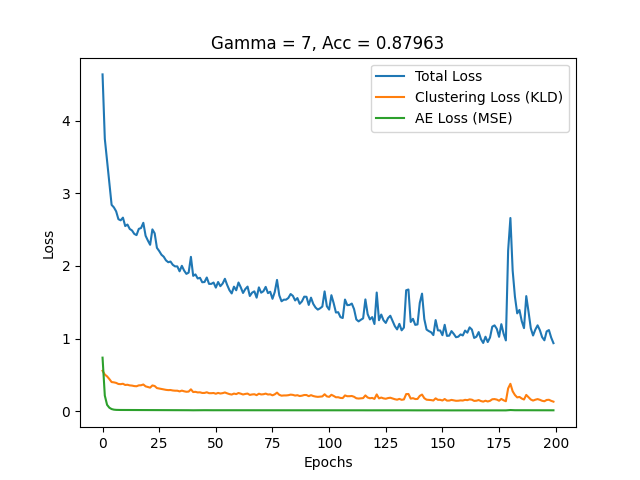 Gamma = 7, Acc = 0.87963
Total Loss
Clustering Loss (KLD)
AE Loss (MSE)
Loss
4
3
2
1
0
0 25 50 75 100 125 150 175 200
Epochs